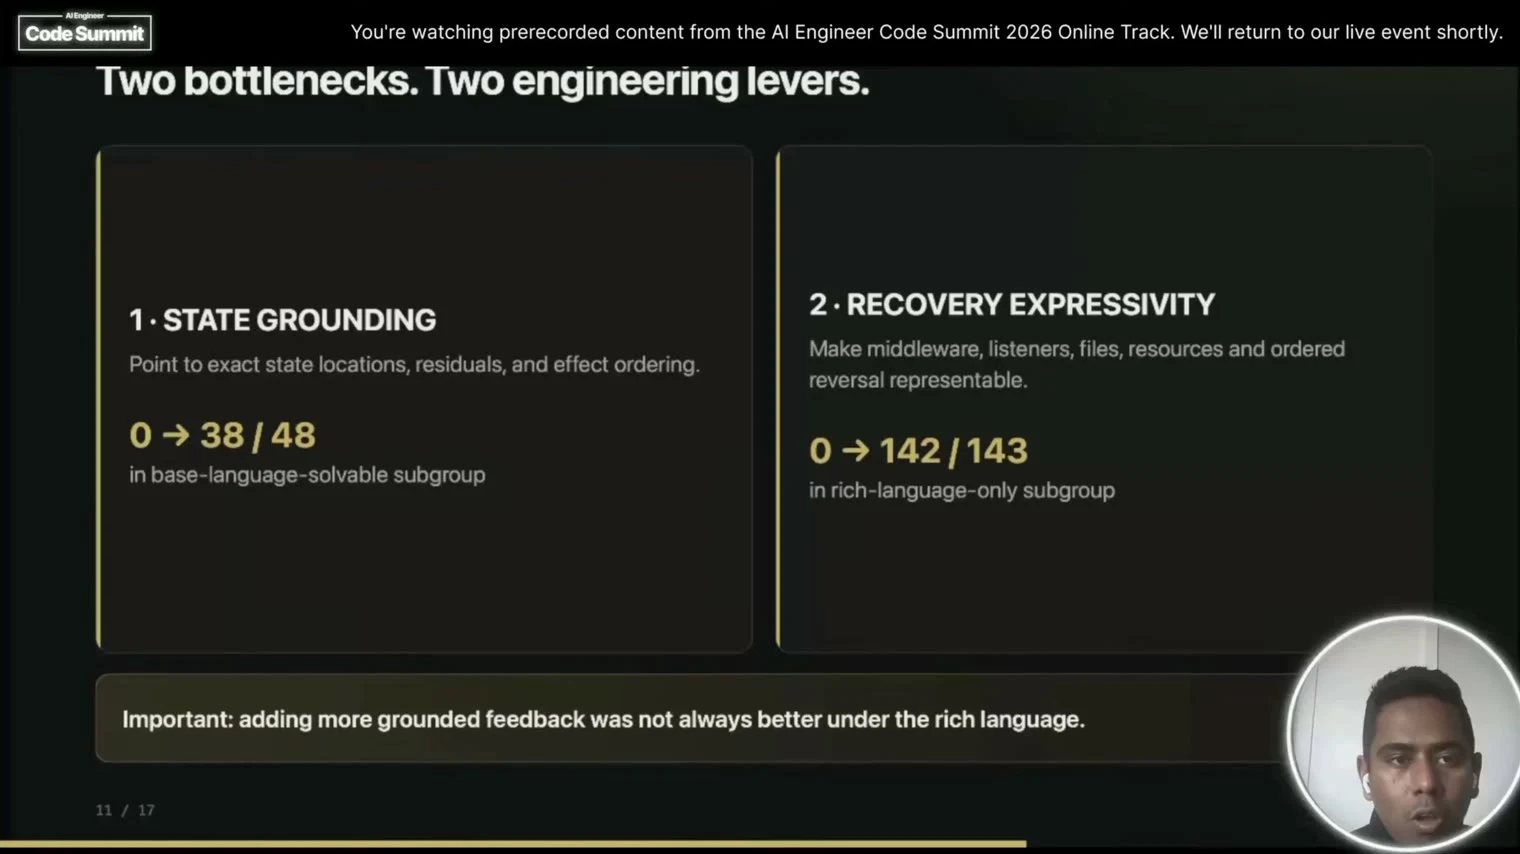 AI Engineer
Code Summit
You're watching prerecorded content from the AI Engineer Code Summit 2026 Online Track. We'll return to our live event shortly.
Two bottlenecks. Two engineering levers.
1 · STATE GROUNDING
Point to exact state locations, residuals, and effect ordering.
0 → 38 / 48
in base-language-solvable subgroup
2 · RECOVERY EXPRESSIVITY
Make middleware, listeners, files, resources and ordered
reversal representable.
0 → 142 / 143
in rich-language-only subgroup
Important: adding more grounded feedback was not always better under the rich language.
11 / 17